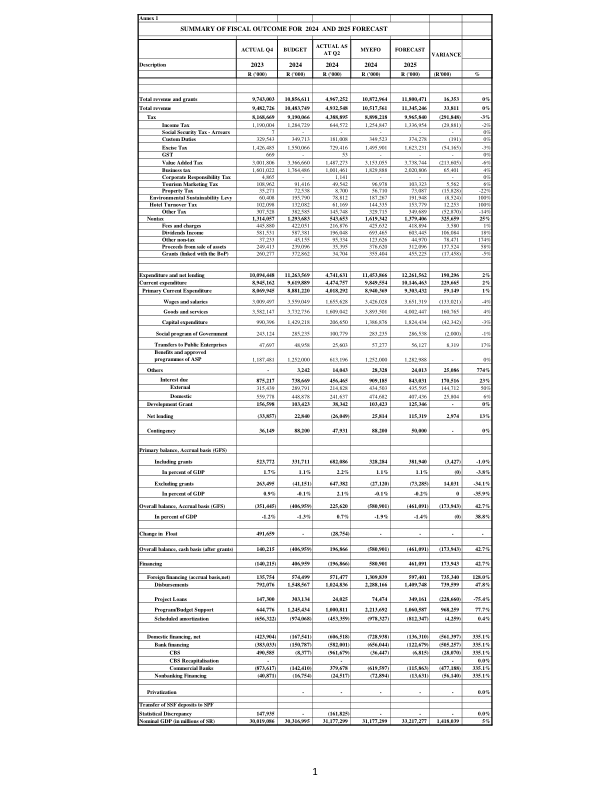 Annex 1
SUMMARY OF FISCAL OUTCOME FOR 2024 AND 2025 FORECAST
ACTUAL Q4 BUDGET ACTUAL AS AT Q2 MYEFO FORECAST VARIANCE
Description 2023 2024 2024 2024 2025
R ('000) R ('000) R ('000) R ('000) R ('000) (R'000) %
Total revenue and grants 9,743,003 10,856,611 4,967,252 10,872,964 11,800,471 16,353 0%
Total revenue 9,482,726 10,483,749 4,932,548 10,517,561 11,345,246 33,811 0%
Tax 8,168,669 9,190,066 4,388,895 8,898,218 9,965,840 (291,848) -3%
Income Tax 1,190,004 1,284,729 644,572 1,254,847 1,336,954 (29,881) -2%
Social Security Tax - Arrears 7 - - - - - 0%
Custom Duties 329,543 349,713 181,008 349,523 374,278 (191) 0%
Excise Tax 1,426,485 1,550,066 729,416 1,495,901 1,623,231 (54,165) -3%
GST 669 - 53 - - - 0%
Value Added Tax 3,001,806 3,366,660 1,487,273 3,153,055 3,738,744 (213,605) -6%
Business tax 1,601,022 1,764,486 1,001,461 1,829,888 2,020,806 65,401 4%
Corporate Responsibility Tax 4,865 - 1,141 - - - 0%
Tourism Marketing Tax 108,962 91,416 49,542 96,978 103,323 5,562 6%
Property Tax 35,271 72,538 8,700 56,710 73,087 (15,828) -22%
Environmental Sustainability Levy 60,408 195,790 78,812 187,267 191,948 (8,524) 100%
Hotel Turnover Tax 102,098 132,082 61,169 144,335 153,779 12,253 100%
Other Tax 307,528 382,585 145,748 329,715 349,689 (52,870) -14%
Nontax 1,314,057 1,293,683 543,653 1,619,342 1,379,406 325,659 25%
Fees and charges 445,880 422,051 216,876 425,632 418,894 3,580 1%
Dividends Income 581,531 587,381 196,048 693,465 603,445 106,084 18%
Other non-tax 37,233 45,155 95,334 123,626 44,970 78,471 174%
Proceeds from sale of assets 249,413 239,096 35,395 376,620 312,096 137,524 58%
Grants (linked with the BoP) 260,277 372,862 34,704 355,404 455,225 (17,458) -5%
Expenditure and net lending 10,094,448 11,263,569 4,741,631 11,453,866 12,261,562 190,296 2%
Current expenditure 8,945,162 9,619,889 4,474,757 9,849,554 10,146,463 229,665 2%
Primary Current Expenditure 8,069,945 8,881,220 4,018,292 8,940,369 9,303,432 59,149 1%
Wages and salaries 3,009,497 3,559,049 1,655,628 3,426,028 3,651,319 (133,021) -4%
Goods and services 3,582,147 3,732,736 1,609,042 3,893,501 4,002,447 160,765 4%
Capital expenditure 990,396 1,429,218 206,650 1,386,876 1,824,434 (42,342) -3%
Social program of Government 243,124 285,235 100,779 283,235 286,538 (2,000) -1%
Transfers to Public Enterprises 47,697 48,958 25,603 57,277 56,127 8,319 17%
Benefits and approved
programmes of ASP 1,187,481 1,252,000 613,196 1,252,000 1,282,988 - 0%
Others - 3,242 14,043 28,328 24,013 25,086 774%
Interest due 875,217 738,669 456,465 909,185 843,031 170,516 23%
External 315,439 289,791 214,828 434,503 435,595 144,712 50%
Domestic 559,778 448,878 241,637 474,682 407,436 25,804 6%
Development Grant 156,598 103,423 38,342 103,423 125,346 - 0%
Net lending (33,857) 22,840 (26,049) 25,814 115,319 2,974 13%
Contingency 36,149 88,200 47,931 88,200 50,000 - 0%
Primary balance, Accrual basis (GFS)
Including grants 523,772 331,711 682,086 328,284 381,940 (3,427) -1.0%
In percent of GDP 1.7% 1.1% 2.2% 1.1% 1.1% (0) -3.8%
Excluding grants 263,495 (41,151) 647,382 (27,120) (73,285) 14,031 -34.1%
In percent of GDP 0.9% -0.1% 2.1% -0.1% -0.2% 0 -35.9%
Overall balance, Accrual basis (GFS) (351,445) (406,959) 225,620 (580,901) (461,091) (173,943) 42.7%
In percent of GDP -1.2% -1.3% 0.7% -1.9% -1.4% (0) 38.8%
Change in Float 491,659 - (28,754) - - - -
Overall balance, cash basis (after grants) 140,215 (406,959) 196,866 (580,901) (461,091) (173,943) 42.7%
Financing (140,215) 406,959 (196,866) 580,901 461,091 173,943 42.7%
Foreign financing (accrual basis,net) 135,754 574,499 571,477 1,309,839 597,401 735,340 128.0%
Disbursements 792,076 1,548,567 1,024,836 2,288,166 1,409,748 739,599 47.8%
Project Loans 147,300 303,134 24,025 74,474 349,161 (228,660) -75.4%
Program/Budget Support 644,776 1,245,434 1,000,811 2,213,692 1,060,587 968,259 77.7%
Scheduled amortization (656,322) (974,068) (453,359) (978,327) (812,347) (4,259) 0.4%
Domestic financing, net (423,904) (167,541) (606,518) (728,938) (136,310) (561,397) 335.1%
Bank financing (383,033) (150,787) (582,001) (656,044) (122,679) (505,257) 335.1%
CBS 490,585 (8,377) (961,679) (36,447) (6,815) (28,070) 335.1%
CBS Recapitalisation - - - - - 0.0%
Commercial Banks (873,617) (142,410) 379,678 (619,597) (115,863) (477,188) 335.1%
Nonbanking Financing (40,871) (16,754) (24,517) (72,894) (13,631) (56,140) 335.1%
Privatization - - - - - 0.0%
Transfer of SSF deposits to SPF
Statistical Discrepancy 147,935 - (161,825) - - - 0.0%
Nominal GDP (in millions of SR) 30,019,086 30,316,995 31,177,299 31,177,299 33,217,277 1,418,039 5%
1